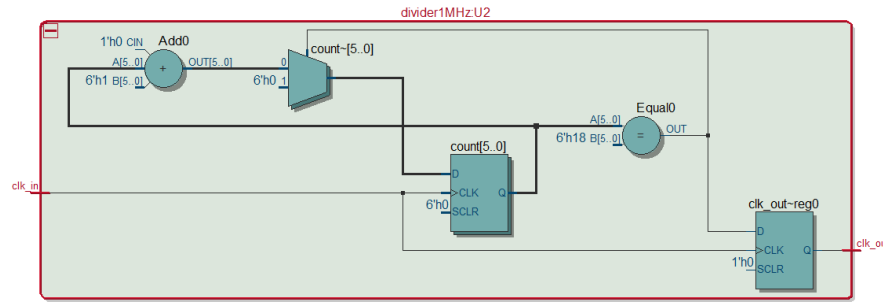 divider1MHz:U2
1'h0 CIN
Add0
A[5..0]
OUT[5..0]
6'h1 B[5..0]
+
count~[5..0]
0
6'h0 1
Equal0
A[5..0]
OUT
6'h18 B[5..0]
=
count[5..0]
D
clk_in
>CLK
Q
6'h0
SCLR
clk_out~reg0
D
>CLK
Q
clk_ou
1'h0
SCLR